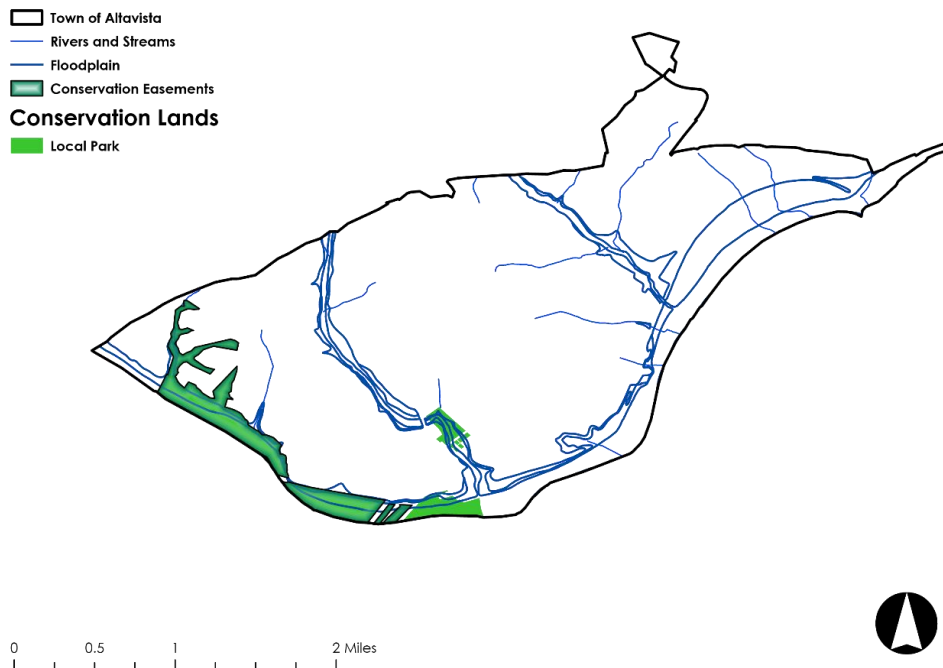 Town of Altavista
Rivers and Streams
Floodplain
Conservation Easements
Conservation Lands
Local Park
0 0.5 1 2 Miles